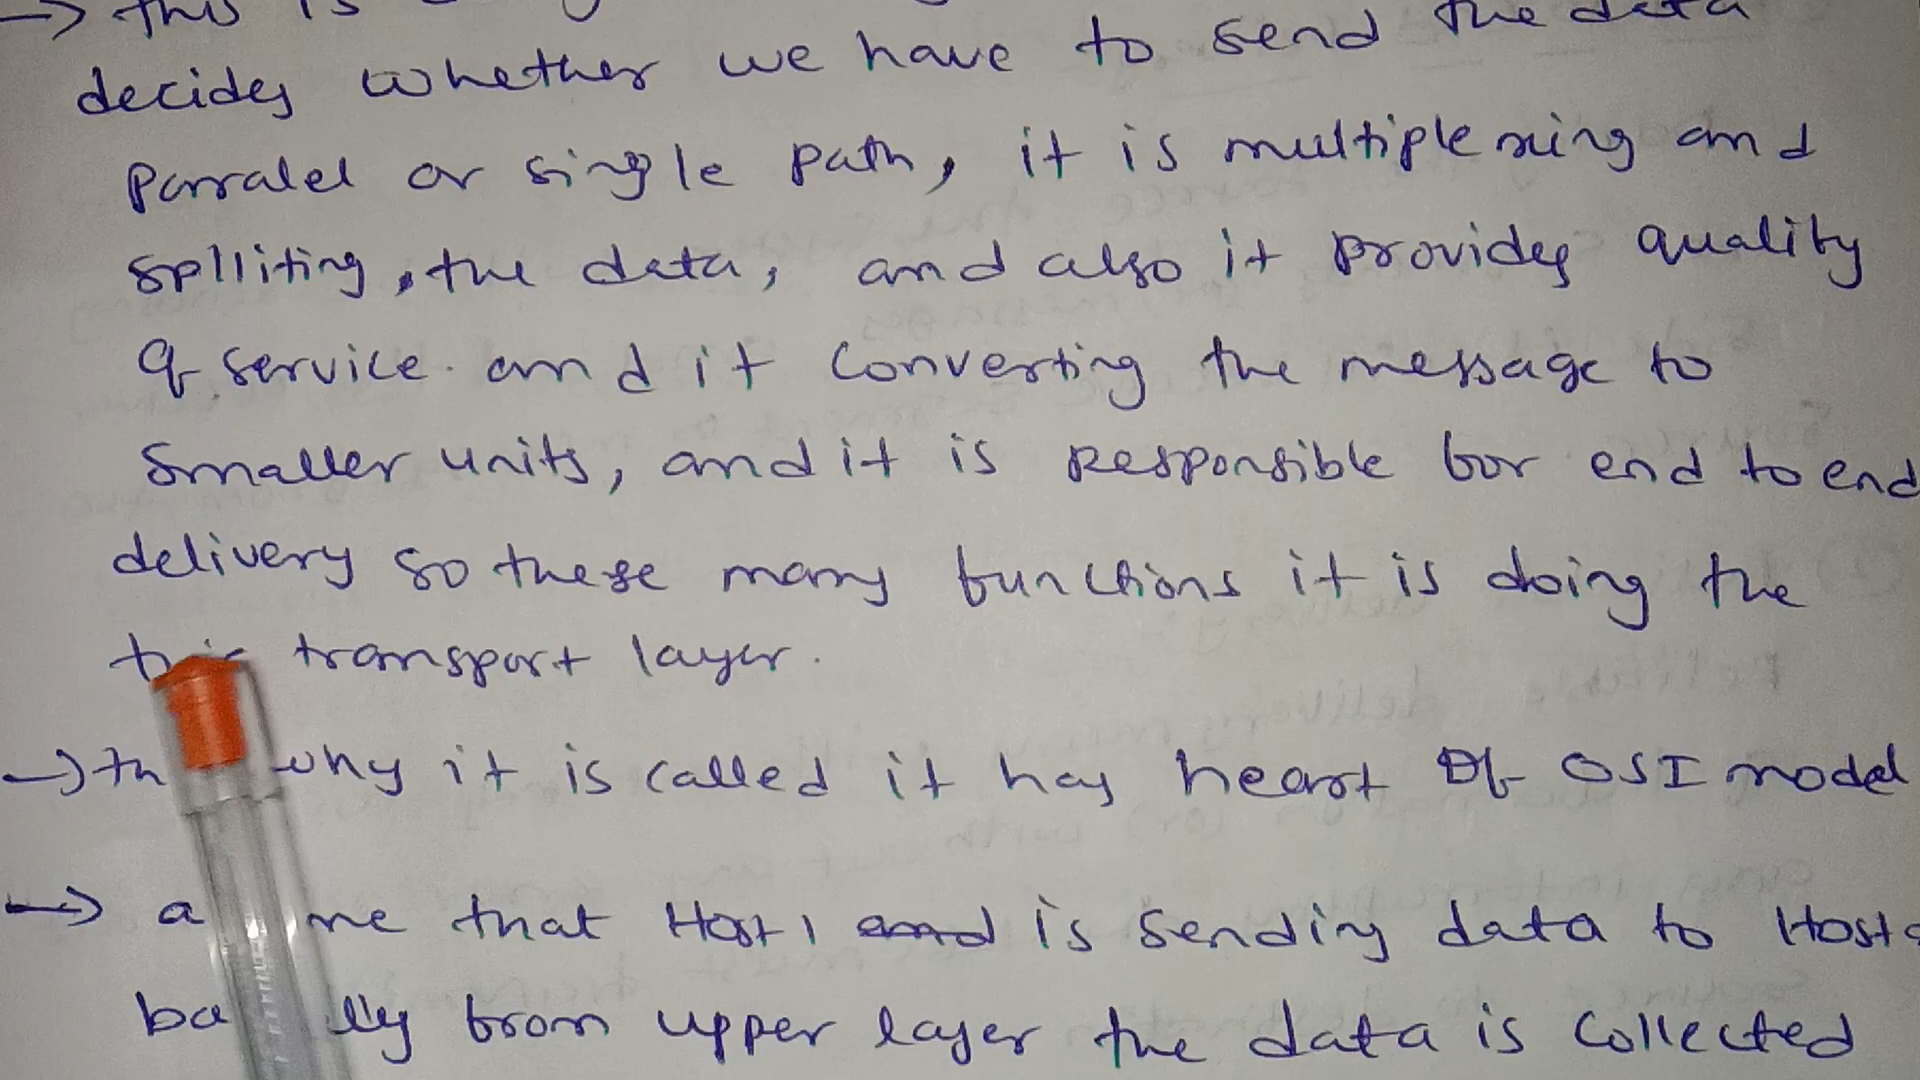 → this is
decides whether we have to send the data
parralel or single path, it is multiplexing and
splliting, the data, and also it provides quality
of service. and it converting the message to
smaller units, and it is responsible for end to end
delivery so these many functions it is doing the
transport layer.
→ why it is called it has heart Of OSI model
→ that Host 1 and is sending data to Host
from upper layer the data is collected